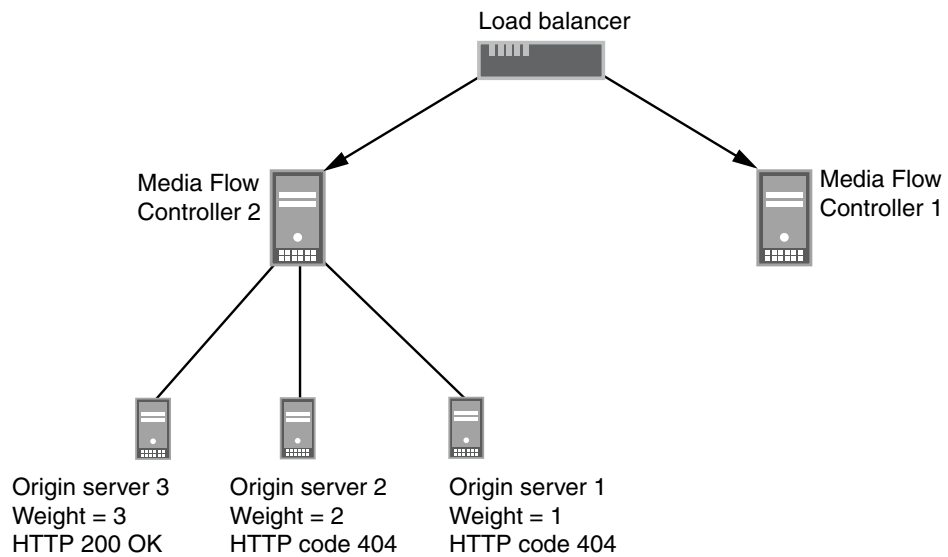 Load balancer
Media Flow
Controller 2
Media Flow
Controller 1
Origin server 3
Weight = 3
HTTP 200 OK
Origin server 2
Weight = 2
HTTP code 404
Origin server 1
Weight = 1
HTTP code 404